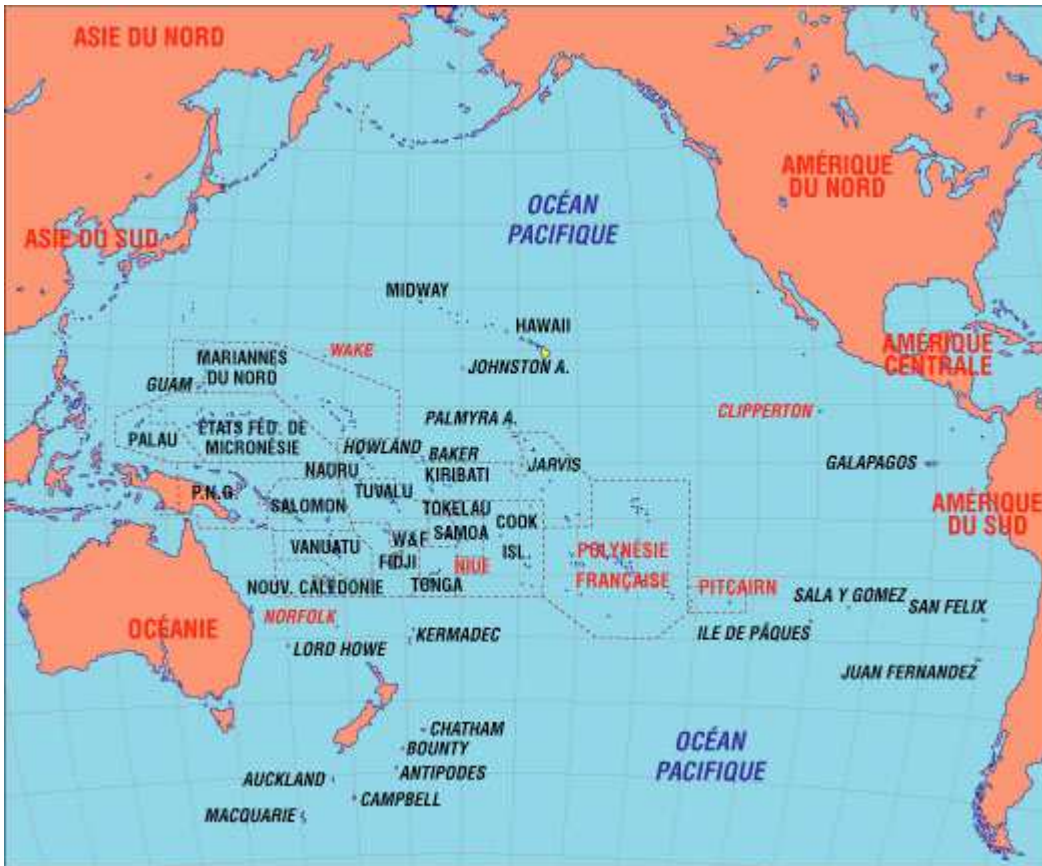 ASIE DU NORD
AMÉRIQUE
DU NORD
OCÉAN
PACIFIQUE
ASIE DU SUD
MIDWAY
HAWAII
WAKE
MARIANNES
DU NORD
JOHNSTON A.
AMÉRIQUE
CENTRALE
GUAM
PALMYRA A.
CLIPPERTON
ÉTATS FÉD. DE
MICRONÉSIE
PALAU
HOWLAND
BAKER
JARVIS
GALAPAGOS
NAURU
KIRIBATI
P.N.G.
TUVALU
SALOMON
TOKELAU
COOK
ISL.
AMÉRIQUE
DU SUD
SAMOA
W&F
VANUATU
FIDJI
NIUE
POLYNÉSIE
FRANÇAISE
NOUV. CALÉDONIE
TONGA
PITCAIRN
SALA Y GOMEZ
SAN FELIX
NORFOLK
OCÉANIE
KERMADEC
ILE DE PÂQUES
LORD HOWE
JUAN FERNANDEZ
CHATHAM
BOUNTY
OCÉAN
PACIFIQUE
ANTIPODES
AUCKLAND
CAMPBELL
MACQUARIE